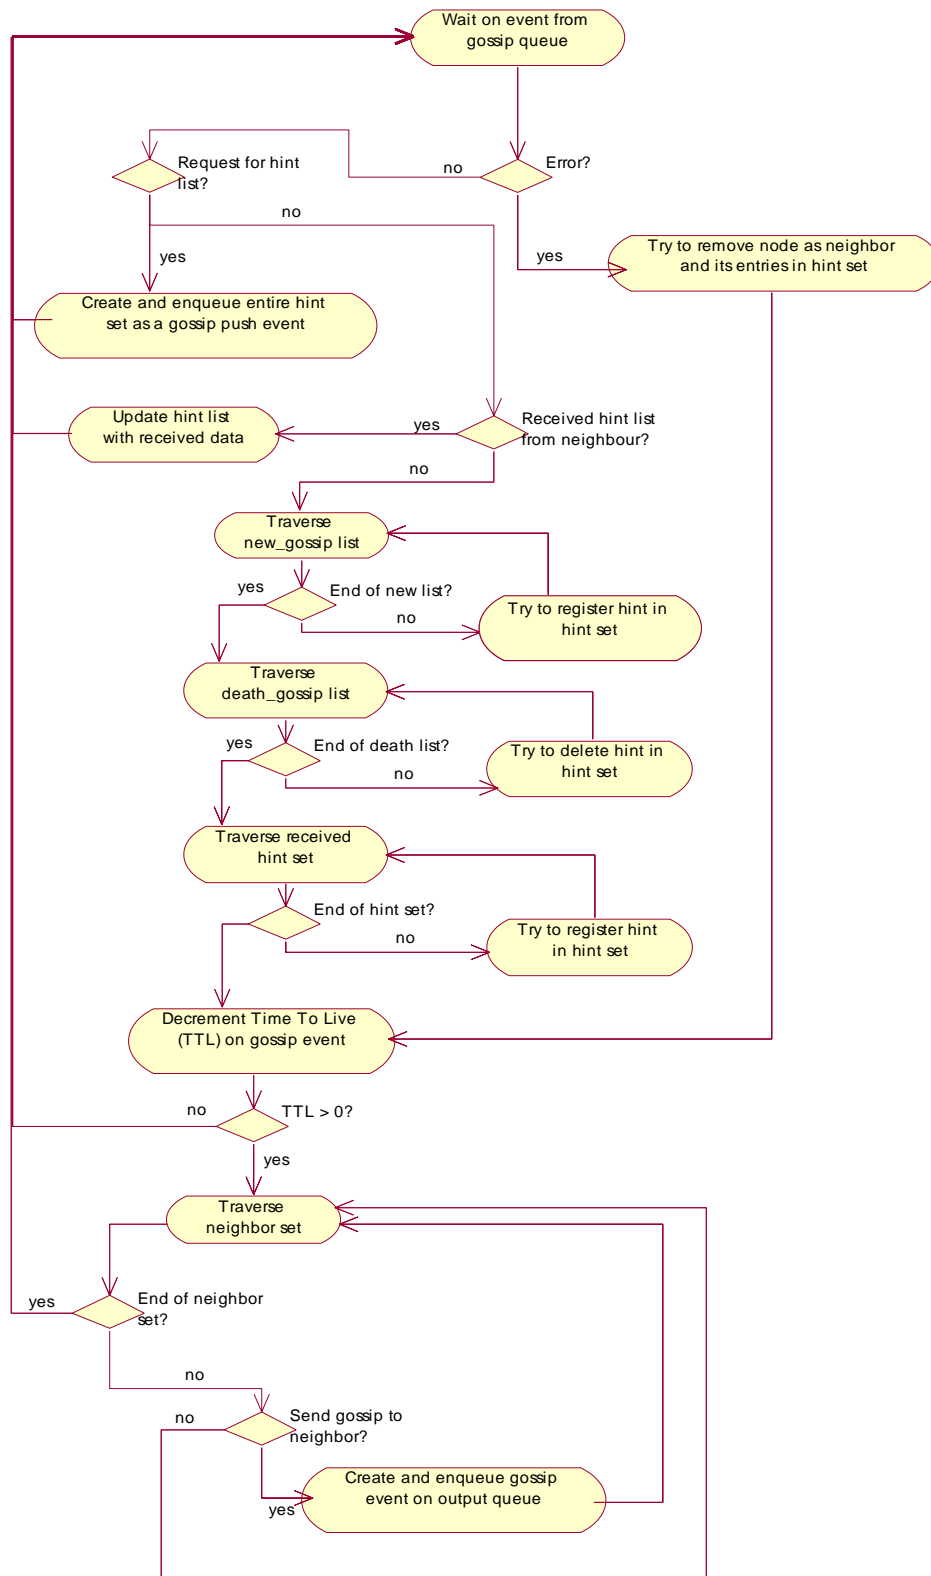 Wait on event from
gossip queue
Request for hint
list?
no
Error?
no
yes
yes
Try to remove node as neighbor
and its entries in hint set
Create and enqueue entire hint
set as a gossip push event
Update hint list
with received data
yes
Received hint list
from neighbour?
no
Traverse
new_gossip list
yes
End of new list?
no
Try to register hint in
hint set
Traverse
death_gossip list
yes
End of death list?
no
Try to delete hint in
hint set
Traverse received
hint set
End of hint set?
no
Try to register hint
in hint set
Decrement Time To Live
(TTL) on gossip event
no
TTL > 0?
yes
Traverse
neighbor set
yes
End of neighbor
set?
no
no
Send gossip to
neighbor?
yes
Create and enqueue gossip
event on output queue